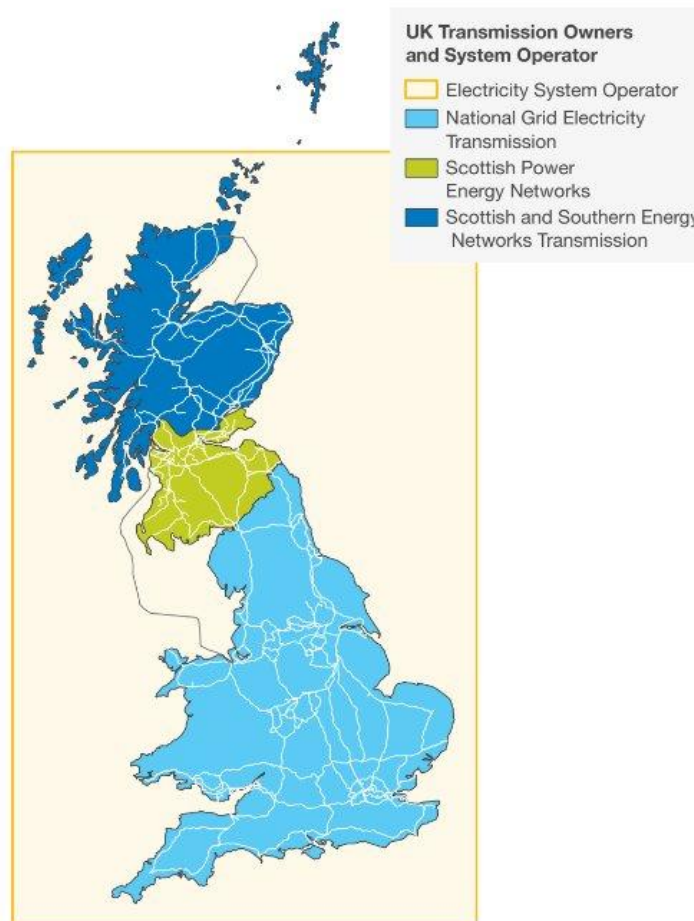 UK Transmission Owners
and System Operator
Electricity System Operator
National Grid Electricity
Transmission
Scottish Power
Energy Networks
Scottish and Southern Energy
Networks Transmission